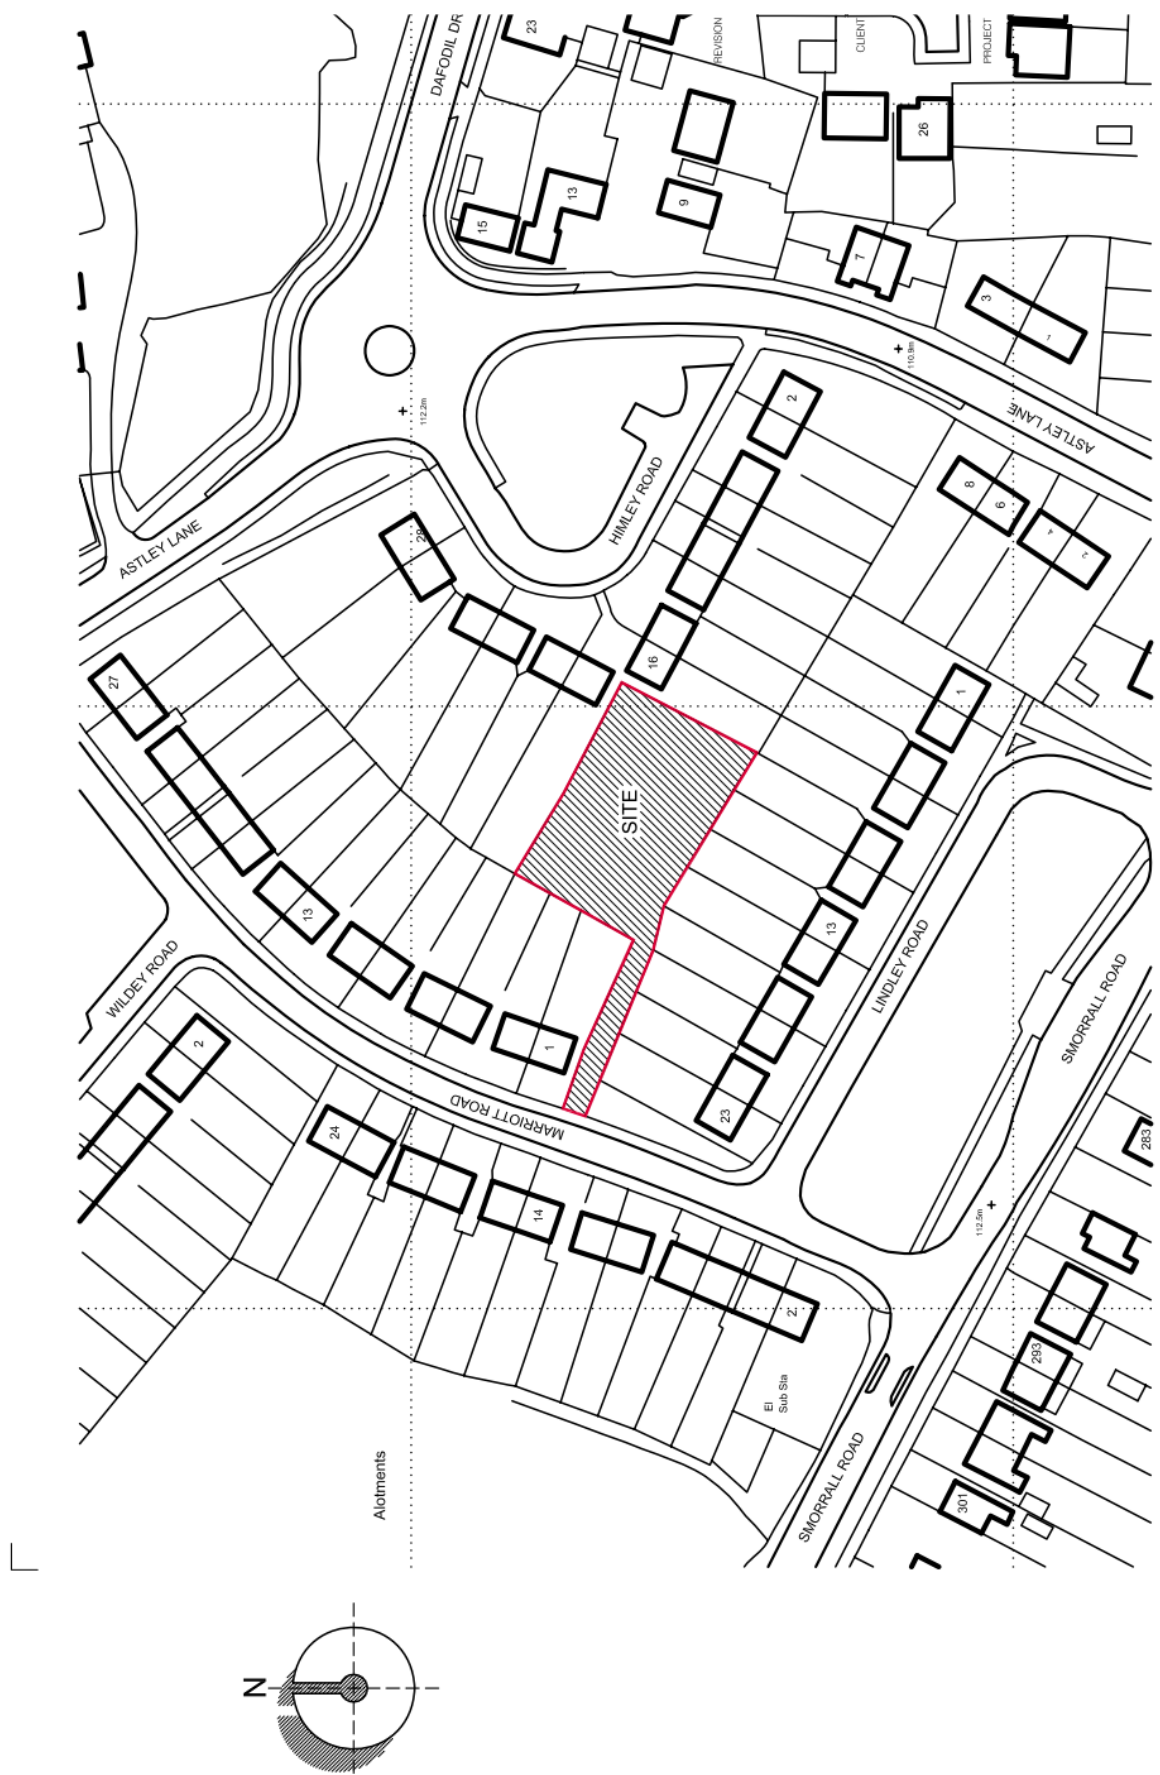 DAFODIL DR
23
REVISION
CLIENT
PROJECT
26
15
13
9
7
3
1
112.2m
110.9m
ASTLEY LANE
ASTLEY LANE
HIMLEY ROAD
28
2
8
6
4
2
27
16
1
SITE
13
13
WILDEY ROAD
LINDLEY ROAD
SMORRALL ROAD
2
1
MARRIOTT ROAD
23
24
14
2
283
112.5m
293
El
Sub Sta
Alotments
SMORRALL ROAD
301
N